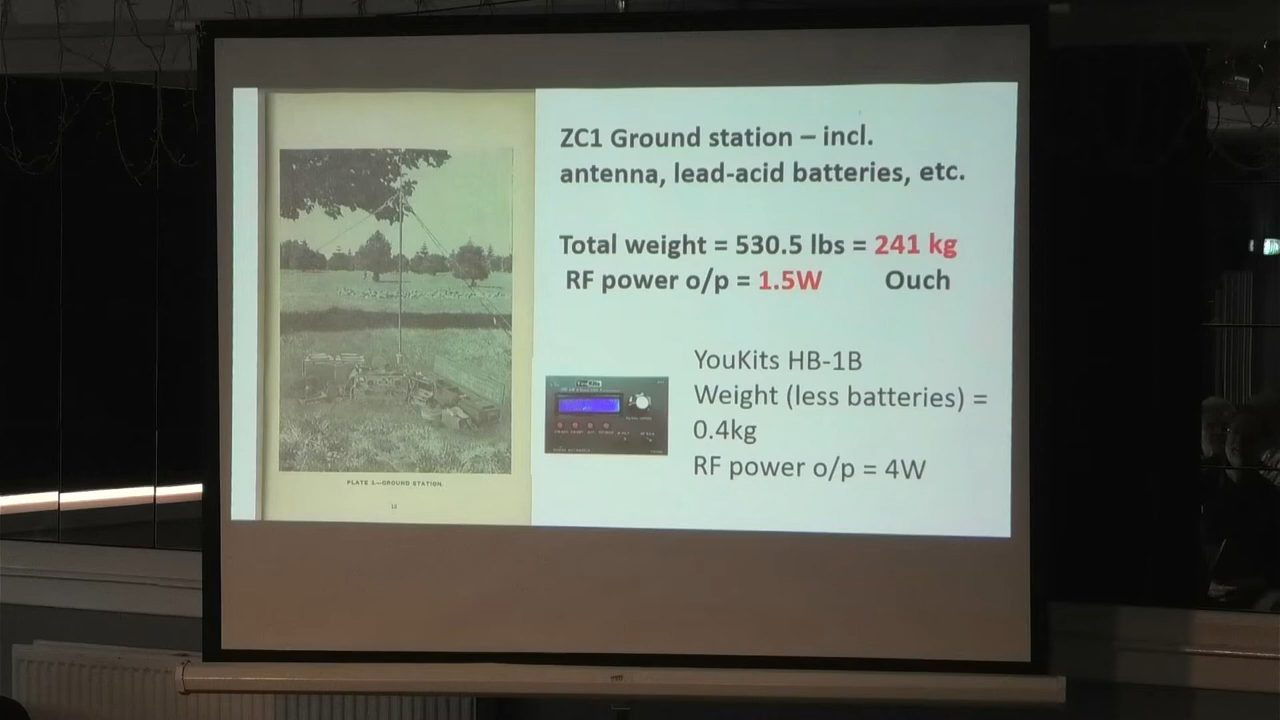 ZC1 Ground station – incl.
antenna, lead-acid batteries, etc.
Total weight = 530.5 lbs = 241 kg
RF power o/p = 1.5W Ouch
YouKits HB-1B
Weight (less batteries) =
0.4kg
RF power o/p = 4W
PLATE 1.—GROUND STATION.